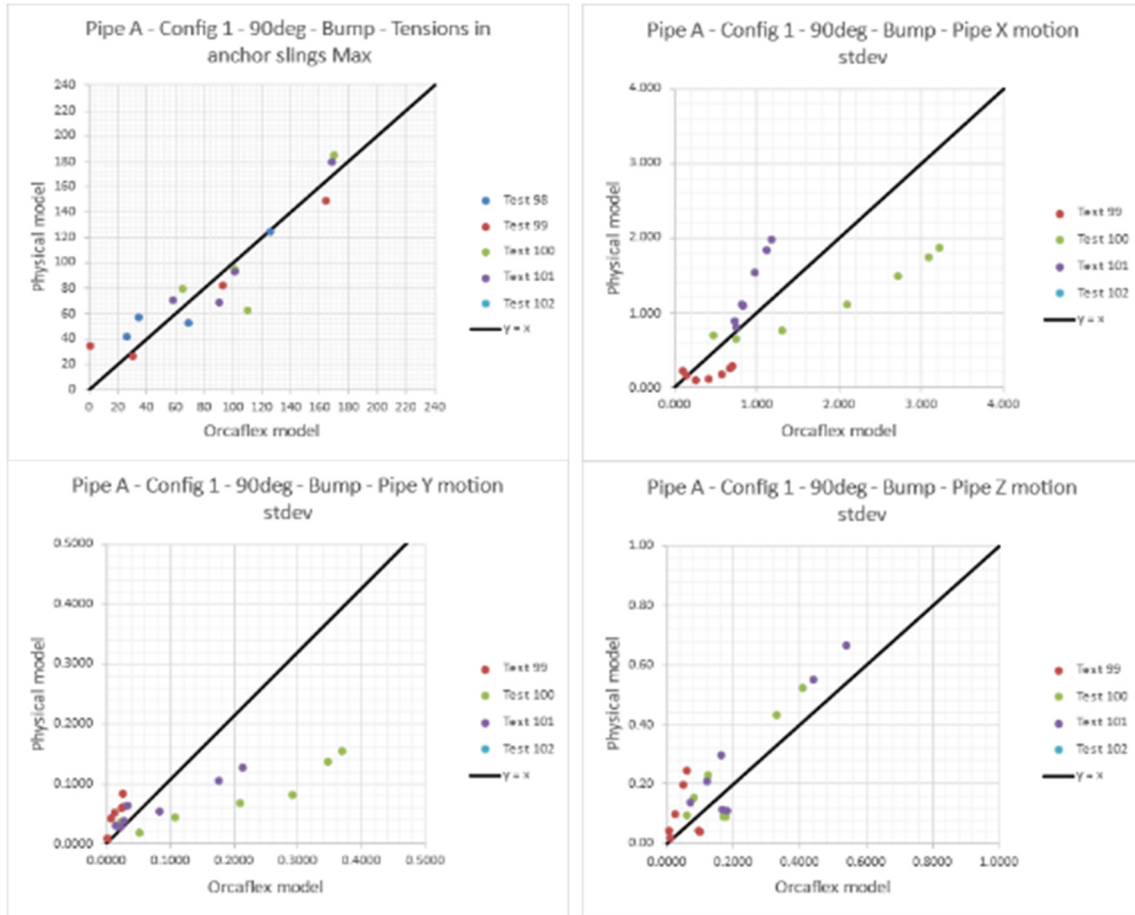 Pipe A - Config 1 - 90deg - Bump - Tensions in
anchor slings Max
240
220
200
180
160
140
120
100
80
60
40
20
0
0 20 40 60 80 100 120 140 160 180 200 220 240
Physical model
Orcaflex model
Test 98
Test 99
Test 100
Test 101
Test 102
y = x
Pipe A - Config 1 - 90deg - Bump - Pipe X motion
stdev
4.000
3.000
2.000
1.000
0.000
0.000 1.000 2.000 3.000 4.000
Physical model
Orcaflex model
Test 99
Test 100
Test 101
Test 102
y = x
Pipe A - Config 1 - 90deg - Bump - Pipe Y motion
stdev
0.5000
0.4000
0.3000
0.2000
0.1000
0.0000
0.0000 0.1000 0.2000 0.3000 0.4000 0.5000
Physical model
Orcaflex model
Test 99
Test 100
Test 101
Test 102
y = x
Pipe A - Config 1 - 90deg - Bump - Pipe Z motion
stdev
1.00
0.80
0.60
0.40
0.20
0.00
0.0000 0.2000 0.4000 0.6000 0.8000 1.0000
Physical model
Orcaflex model
Test 99
Test 100
Test 101
Test 102
y = x